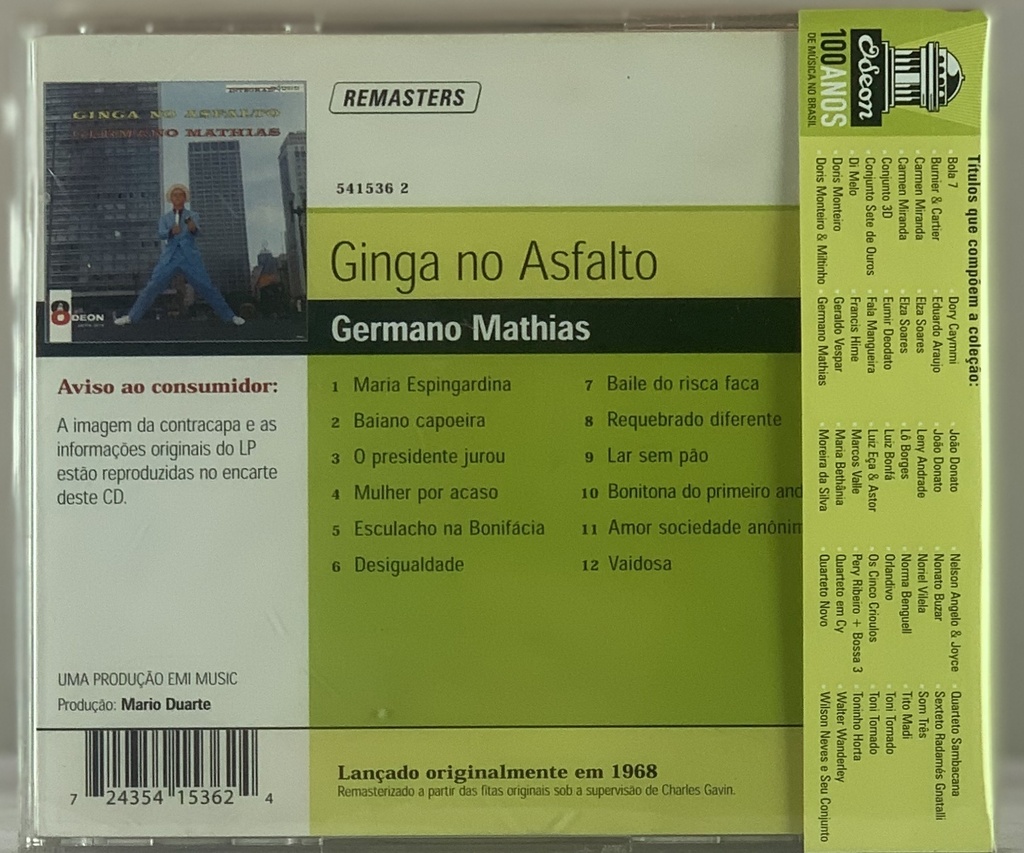 INTEGRAL SOUND
GINGA NO ASFALTO
GERMANO MATHIAS
8
ODEON
REMASTERS
541536 2
Ginga no Asfalto
Germano Mathias
Aviso ao consumidor:
A imagem da contracapa e as
informações originais do LP
estão reproduzidas no encarte
deste CD.
1 Maria Espingardina
2 Baiano capoeira
3 O presidente jurou
4 Mulher por acaso
5 Esculacho na Bonifácia
6 Desigualdade
7 Baile do risca faca
8 Requebrado diferente
9 Lar sem pão
10 Bonitona do primeiro and
11 Amor sociedade anônim
12 Vaidosa
UMA PRODUÇÃO EMI MUSIC
Produção: Mario Duarte
7 24354 15362 4
Lançado originalmente em 1968
Remasterizado a partir das fitas originais sob a supervisão de Charles Gavin.
Odeon
100 ANOS
DE MÚSICA NO BRASIL
Títulos que compõem a coleção:
Bola 7
Burnier & Cartier
Carmen Miranda
Carmen Miranda
Conjunto 3D
Conjunto Sete de Ouros
Di Melo
Doris Monteiro
Doris Monteiro & Miltinho
Dory Caymmi
Eduardo Araujo
Elza Soares
Elza Soares
Eumir Deodato
Fala Mangueira
Francis Hime
Geraldo Vespar
Germano Mathias
João Donato
João Donato
Leny Andrade
Lô Borges
Luiz Bonfá
Luiz Eça & Astor
Marcos Valle
Maria Bethânia
Moreira da Silva
Nelson Angelo & Joyce
Nonato Buzar
Noriel Vilela
Norma Benguell
Orlandivo
Os Cinco Crioulos
Pery Ribeiro + Bossa 3
Quarteto em Cy
Quarteto Novo
Quarteto Sambacana
Sexteto Radamés Gnatalli
Som Três
Tito Madi
Toni Tornado
Toni Tornado
Toninho Horta
Walter Wanderley
Wilson Neves e Seu Conjunto